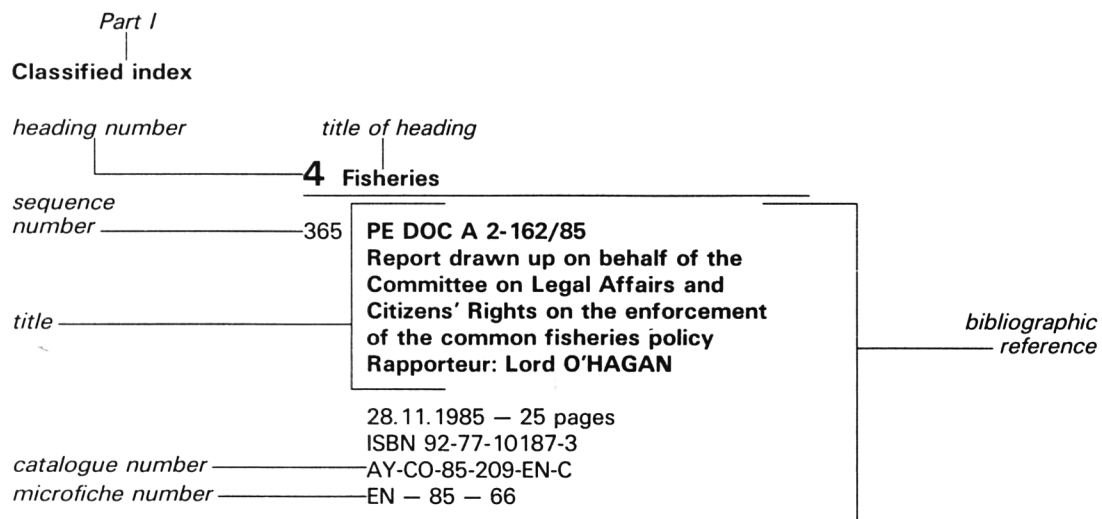 Part I
Classified index
heading number title of heading
4 Fisheries
sequence
number 365 PE DOC A 2-162/85
Report drawn up on behalf of the
Committee on Legal Affairs and
Citizens' Rights on the enforcement
title of the common fisheries policy
Rapporteur: Lord O'HAGAN
bibliographic
reference
28.11.1985 — 25 pages
ISBN 92-77-10187-3
catalogue number AY-CO-85-209-EN-C
microfiche number EN — 85 — 66